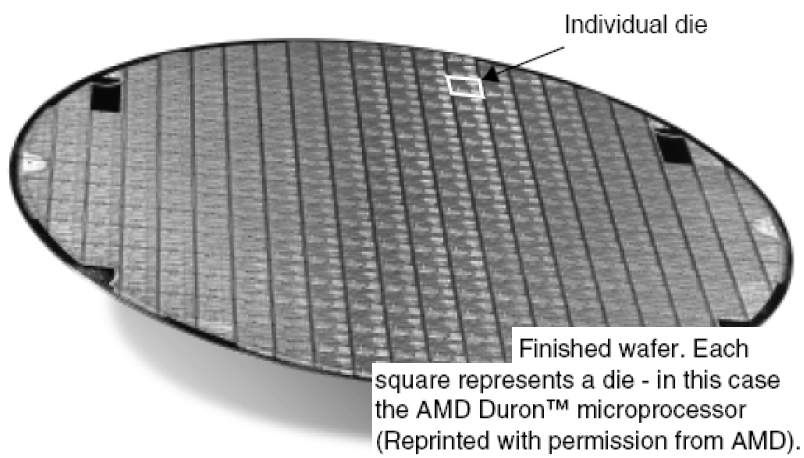 Individual die
Finished wafer. Each
square represents a die - in this case
the AMD Duron™ microprocessor
(Reprinted with permission from AMD).